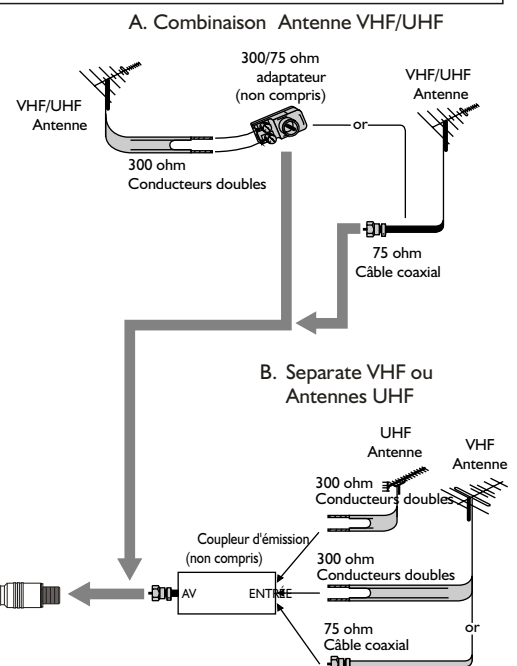 A. Combinaison Antenne VHF/UHF
300/75 ohm
adaptateur
(non compris)
VHF/UHF
Antenne
VHF/UHF
Antenne
or
300 ohm
Conducteurs doubles
75 ohm
Câble coaxial
B. Separate VHF ou
Antennes UHF
UHF
Antenne
VHF
Antenne
300 ohm
Conducteurs doubles
Coupleur d'émission
(non compris)
300 ohm
Conducteurs doubles
AV
ENTRÉE
75 ohm
Câble coaxial
or